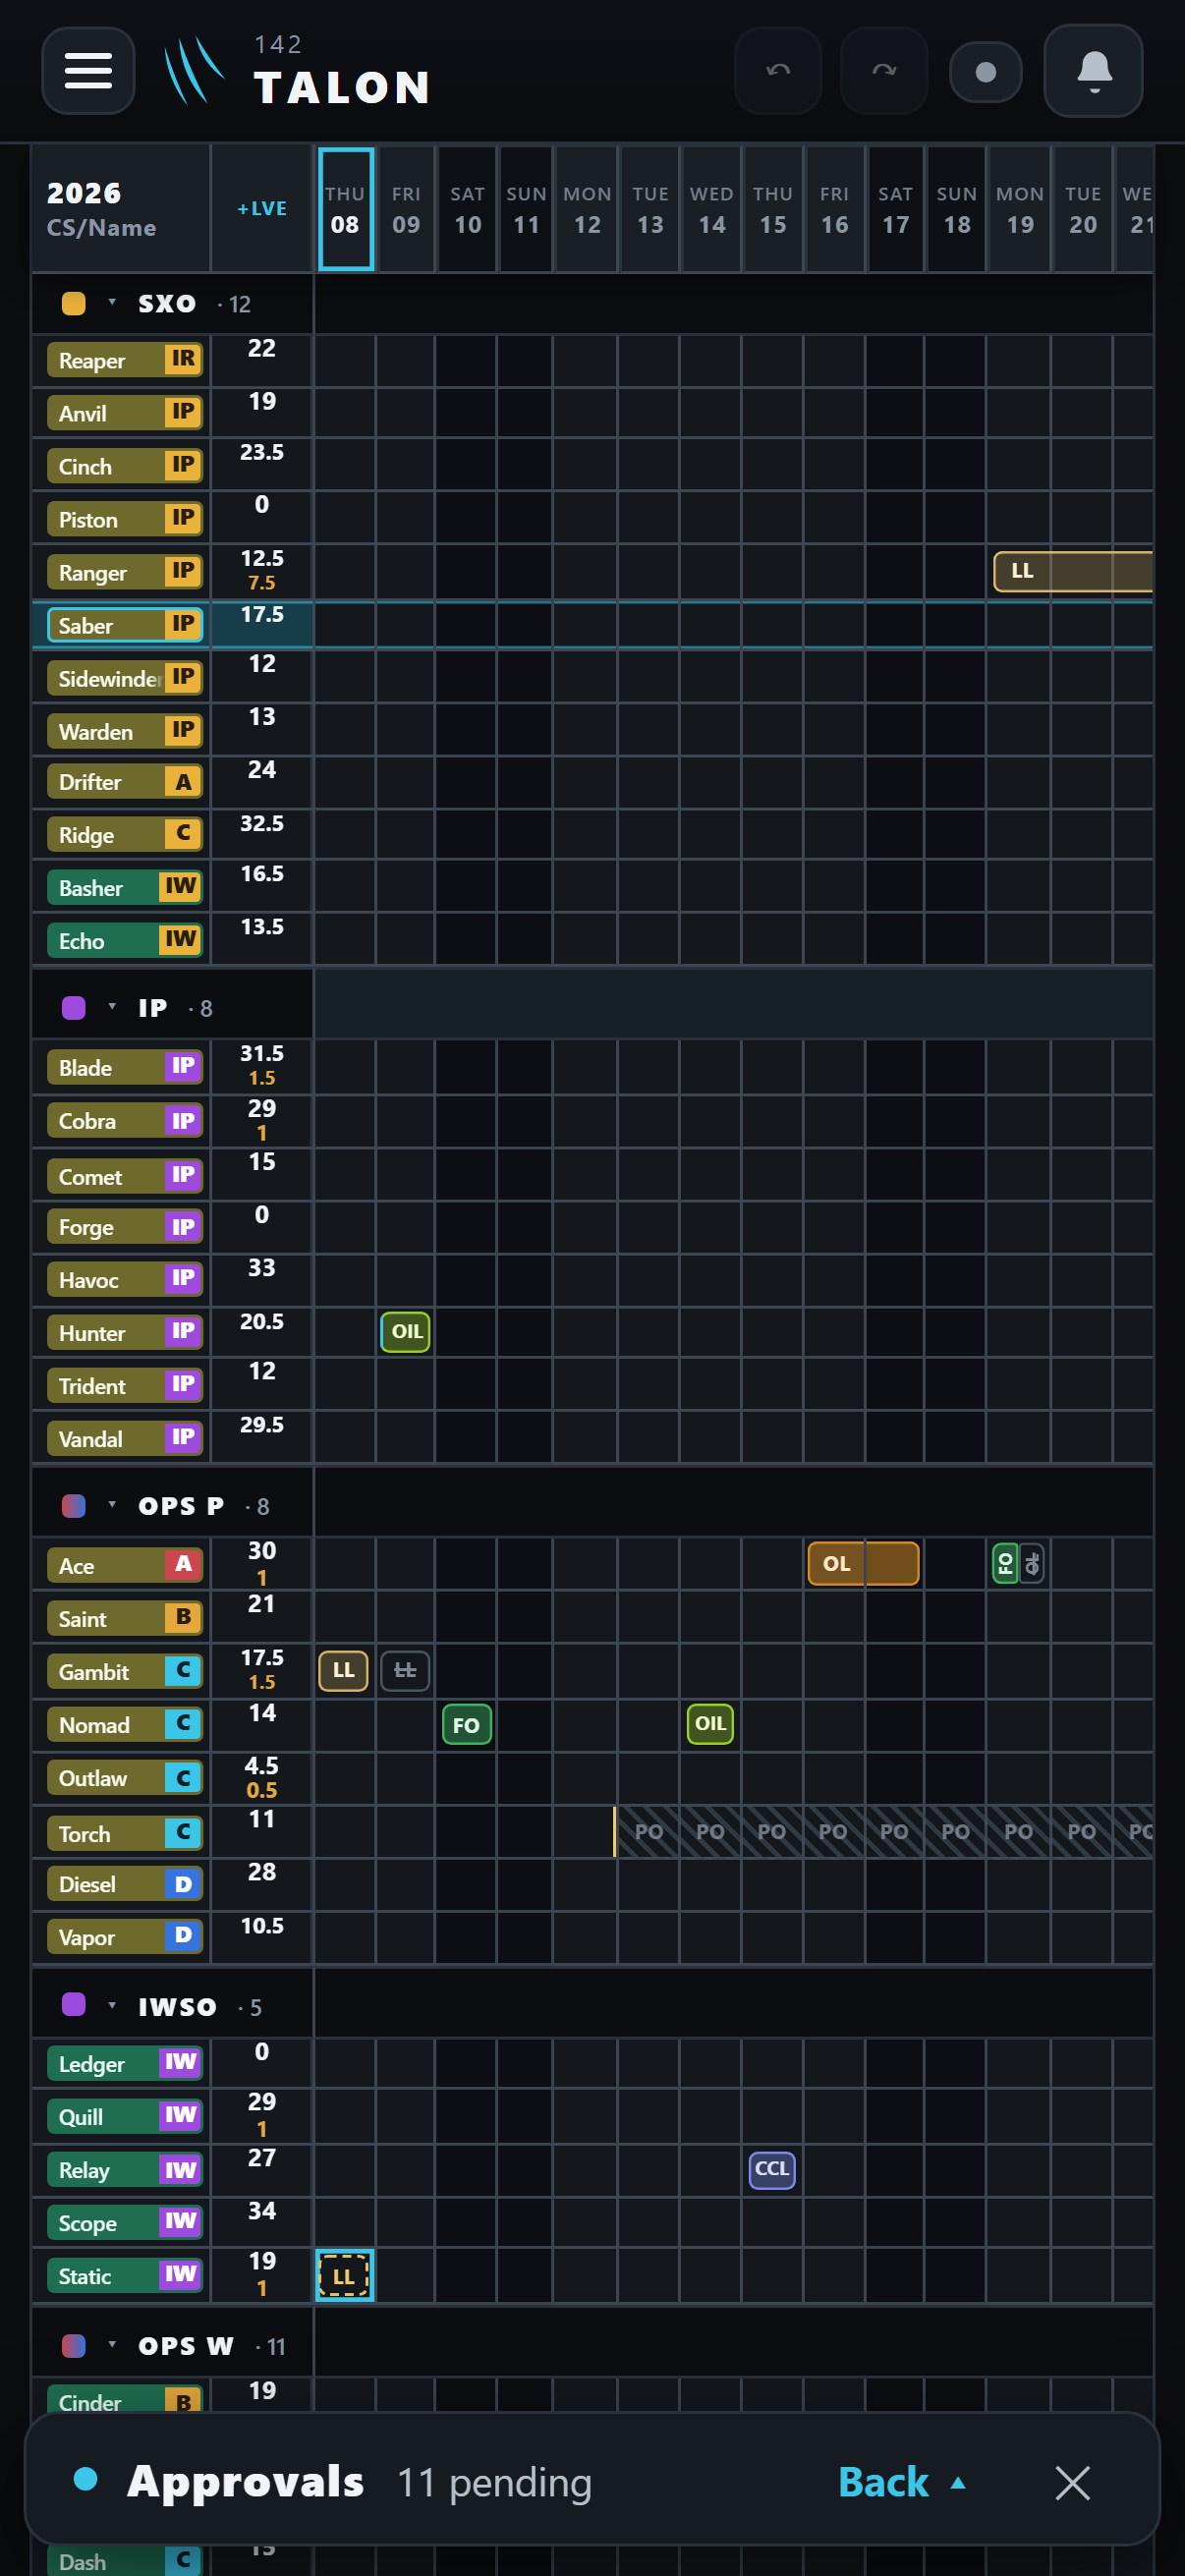 142
TALON
2026
CS/Name
+LVE
THU 08
FRI 09
SAT 10
SUN 11
MON 12
TUE 13
WED 14
THU 15
FRI 16
SAT 17
SUN 18
MON 19
TUE 20
WE 21
SXO · 12
Reaper IR 22
Anvil IP 19
Cinch IP 23.5
Piston IP 0
Ranger IP 12.5 7.5 LL
Saber IP 17.5
Sidewinder IP 12
Warden IP 13
Drifter A 24
Ridge C 32.5
Basher IW 16.5
Echo IW 13.5
IP · 8
Blade IP 31.5 1.5
Cobra IP 29 1
Comet IP 15
Forge IP 0
Havoc IP 33
Hunter IP 20.5 OIL
Trident IP 12
Vandal IP 29.5
OPS P · 8
Ace A 30 1 OL FO OL
Saint B 21
Gambit C 17.5 1.5 LL LL
Nomad C 14 FO OIL
Outlaw C 4.5 0.5
Torch C 11 PO PO PO PO PO PO PO PO PO
Diesel D 28
Vapor D 10.5
IWSO · 5
Ledger IW 0
Quill IW 29 1
Relay IW 27 CCL
Scope IW 34
Static IW 19 1 LL
OPS W · 11
Cinder B 19
Approvals 11 pending Back
Dash C 15